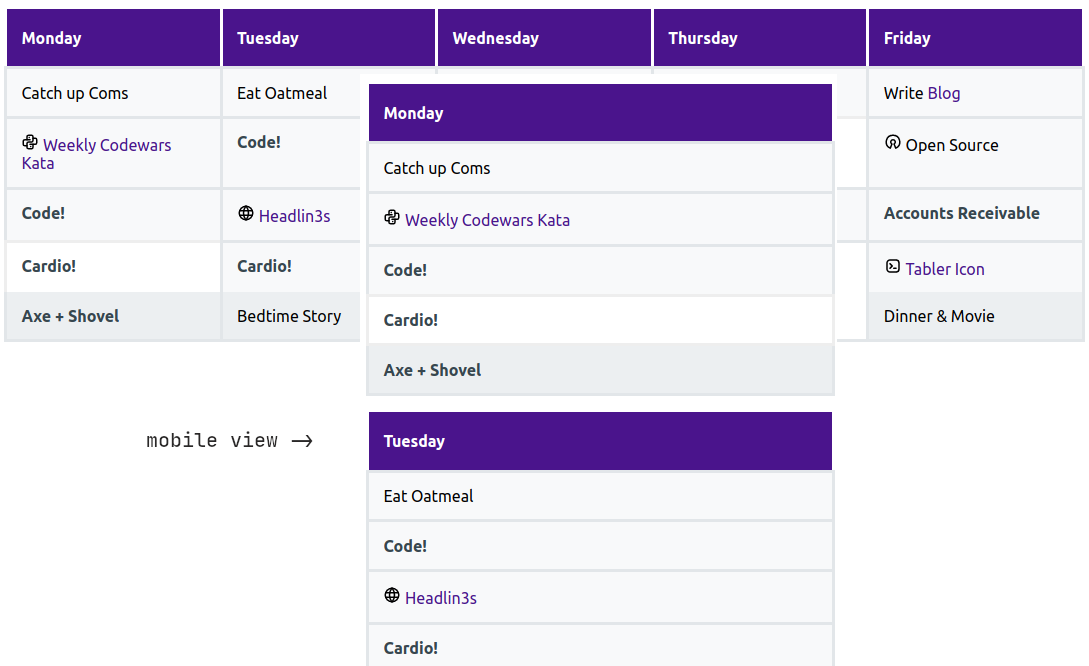 Monday
Tuesday
Wednesday
Thursday
Friday
Catch up Coms
Eat Oatmeal
Write Blog
Weekly Codewars
Kata
Code!
Open Source
Code!
Headlin3s
Accounts Receivable
Cardio!
Cardio!
Tabler Icon
Axe + Shovel
Bedtime Story
Dinner & Movie
Monday
Catch up Coms
Weekly Codewars Kata
Code!
Cardio!
Axe + Shovel
mobile view →
Tuesday
Eat Oatmeal
Code!
Headlin3s
Cardio!